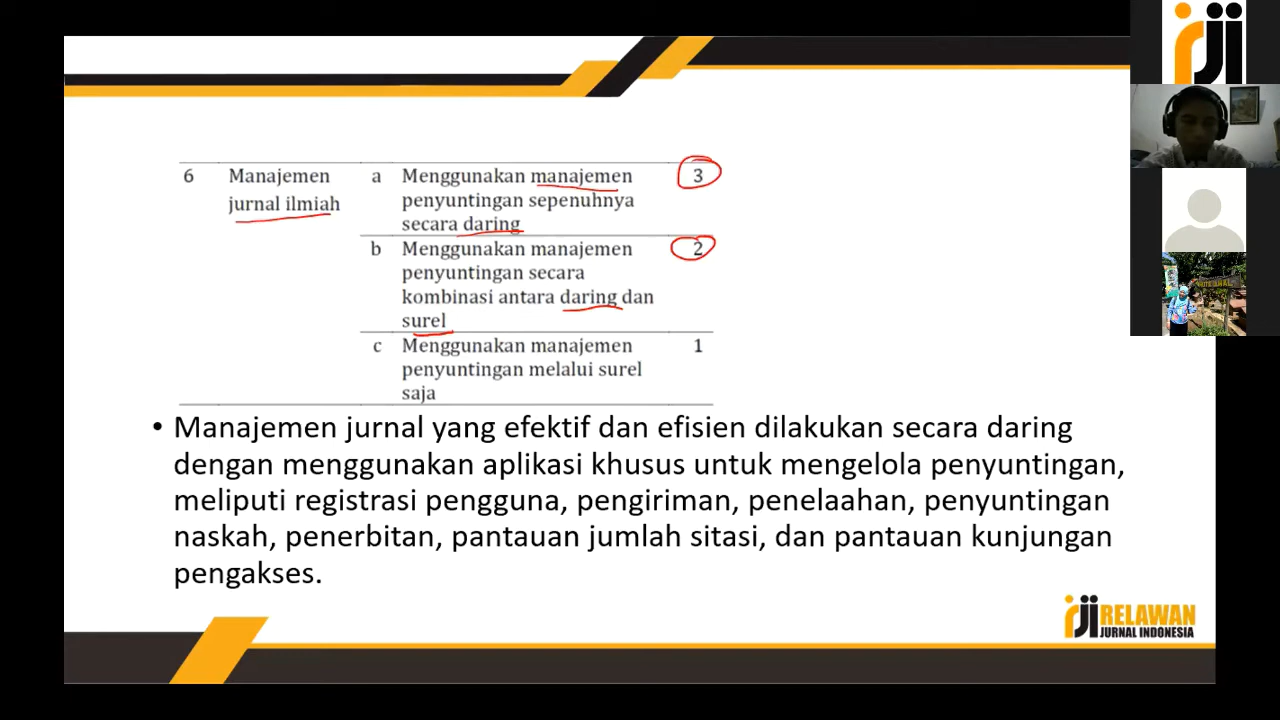 6 Manajemen a Menggunakan manajemen 3
jurnal ilmiah penyuntingan sepenuhnya
secara daring
b Menggunakan manajemen 2
penyuntingan secara
kombinasi antara daring dan
surel
c Menggunakan manajemen 1
penyuntingan melalui surel
saja
• Manajemen jurnal yang efektif dan efisien dilakukan secara daring
dengan menggunakan aplikasi khusus untuk mengelola penyuntingan,
meliputi registrasi pengguna, pengiriman, penelaahan, penyuntingan
naskah, penerbitan, pantauan jumlah sitasi, dan pantauan kunjungan
pengakses.
rji
rji RELAWAN
JURNAL INDONESIA